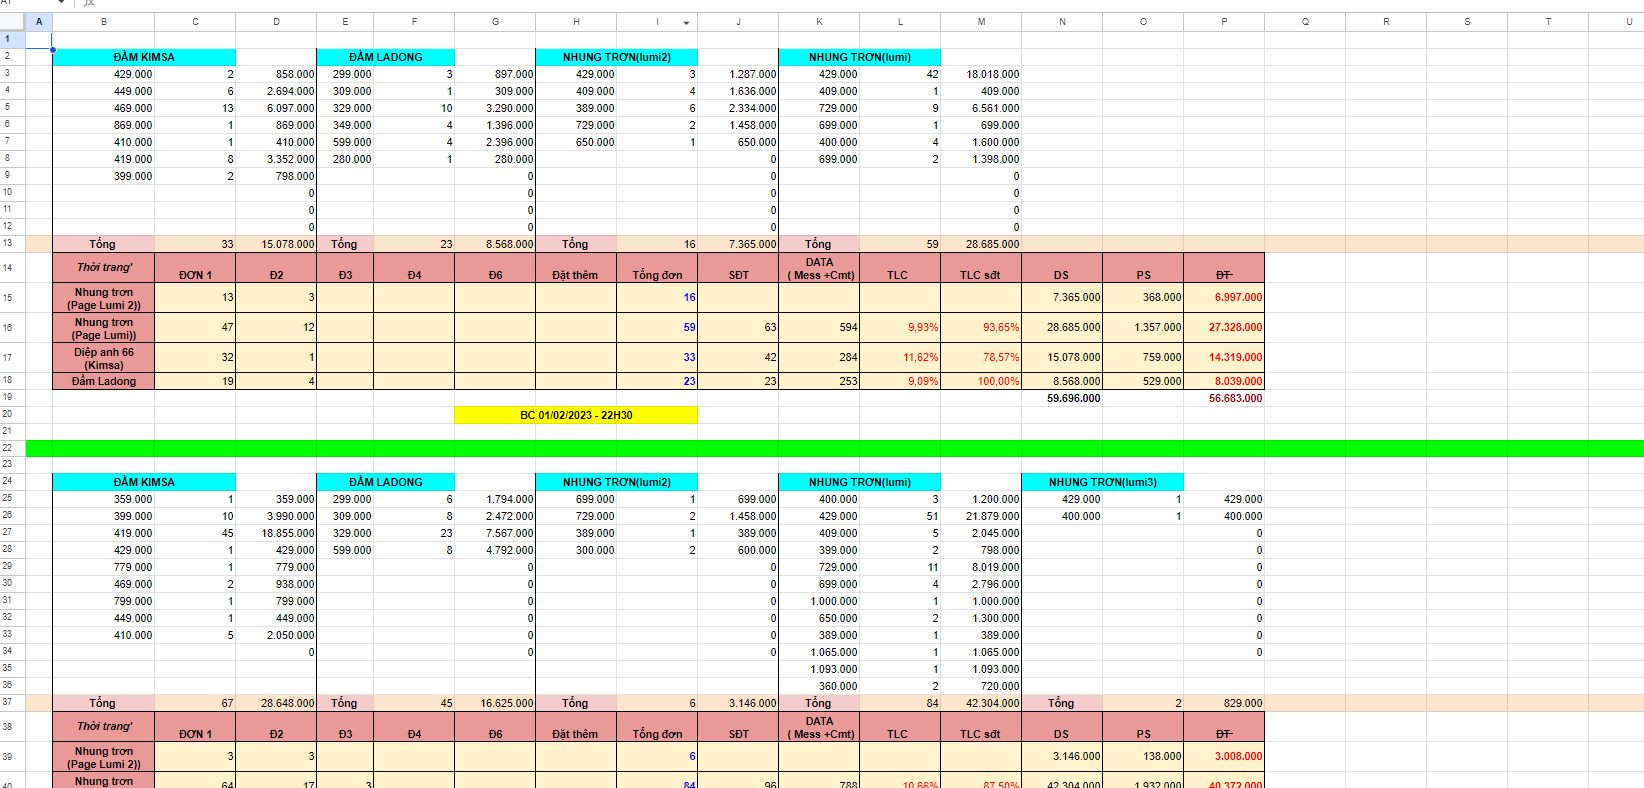 A1 fx
A B C D E F G H I J K L M N O P Q R S T U
1
2 ĐẦM KIMSA ĐẦM LADONG NHUNG TRƠN(lumi2) NHUNG TRƠN(lumi)
3 429.000 2 858.000 299.000 3 897.000 429.000 3 1.287.000 429.000 42 18.018.000
4 449.000 6 2.694.000 309.000 1 309.000 409.000 4 1.636.000 409.000 1 409.000
5 469.000 13 6.097.000 329.000 10 3.290.000 389.000 6 2.334.000 729.000 9 6.561.000
6 869.000 1 869.000 349.000 4 1.396.000 729.000 2 1.458.000 699.000 1 699.000
7 410.000 1 410.000 599.000 4 2.396.000 650.000 1 650.000 400.000 4 1.600.000
8 419.000 8 3.352.000 280.000 1 280.000 0 699.000 2 1.398.000
9 399.000 2 798.000 0 0 0
10 0 0 0 0
11 0 0 0 0
12 0 0 0 0
13 Tổng 33 15.078.000 Tổng 23 8.568.000 Tổng 16 7.365.000 Tổng 59 28.685.000
14 Thời trang' ĐƠN 1 Đ2 Đ3 Đ4 Đ6 Đặt thêm Tổng đơn SĐT DATA
( Mess +Cmt) TLC TLC sđt DS PS ĐT
15 Nhung trơn
(Page Lumi 2)) 13 3 16 7.365.000 368.000 6.997.000
16 Nhung trơn
(Page Lumi)) 47 12 59 63 594 9,93% 93,65% 28.685.000 1.357.000 27.328.000
17 Diệp anh 66
(Kimsa) 32 1 33 42 284 11,62% 78,57% 15.078.000 759.000 14.319.000
18 Đầm Ladong 19 4 23 23 253 9,09% 100,00% 8.568.000 529.000 8.039.000
19 59.696.000 56.683.000
20 BC 01/02/2023 - 22H30
21
22
23
24 ĐẦM KIMSA ĐẦM LADONG NHUNG TRƠN(lumi2) NHUNG TRƠN(lumi) NHUNG TRƠN(lumi3)
25 359.000 1 359.000 299.000 6 1.794.000 699.000 1 699.000 400.000 3 1.200.000 429.000 1 429.000
26 399.000 10 3.990.000 309.000 8 2.472.000 729.000 2 1.458.000 429.000 51 21.879.000 400.000 1 400.000
27 419.000 45 18.855.000 329.000 23 7.567.000 389.000 1 389.000 409.000 5 2.045.000 0
28 429.000 1 429.000 599.000 8 4.792.000 300.000 2 600.000 399.000 2 798.000 0
29 779.000 1 779.000 0 0 729.000 11 8.019.000 0
30 469.000 2 938.000 0 0 699.000 4 2.796.000 0
31 799.000 1 799.000 0 0 1.000.000 1 1.000.000 0
32 449.000 1 449.000 0 0 650.000 2 1.300.000 0
33 410.000 5 2.050.000 0 0 389.000 1 389.000 0
34 0 0 0 1.065.000 1 1.065.000 0
35 1.093.000 1 1.093.000
36 360.000 2 720.000
37 Tổng 67 28.648.000 Tổng 45 16.625.000 Tổng 6 3.146.000 Tổng 84 42.304.000 Tổng 2 829.000
38 Thời trang' ĐƠN 1 Đ2 Đ3 Đ4 Đ6 Đặt thêm Tổng đơn SĐT DATA
( Mess +Cmt) TLC TLC sđt DS PS ĐT
39 Nhung trơn
(Page Lumi 2)) 3 3 6 3.146.000 138.000 3.008.000
40 Nhung trơn 64 17 3 84 96 788 10,66% 87,50% 42.304.000 1.932.000 40.372.000